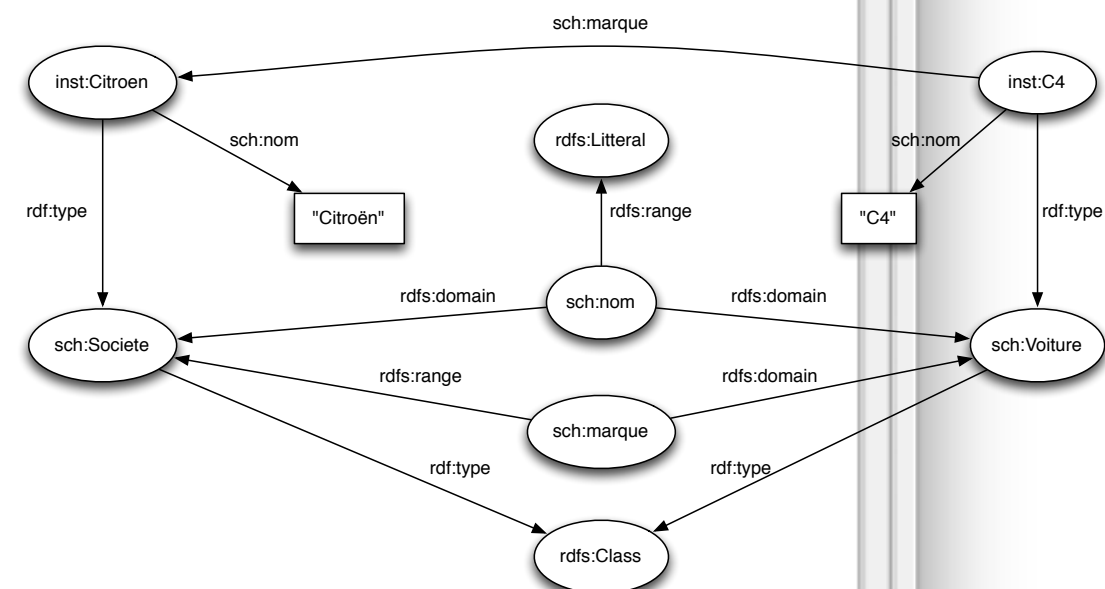 sch:marque
inst:Citroen
inst:C4
sch:nom
rdfs:Litteral
sch:nom
rdf:type
"Citroën"
rdfs:range
"C4"
rdf:type
rdfs:domain
sch:nom
rdfs:domain
sch:Societe
sch:Voiture
rdfs:range
rdfs:domain
sch:marque
rdf:type
rdf:type
rdfs:Class